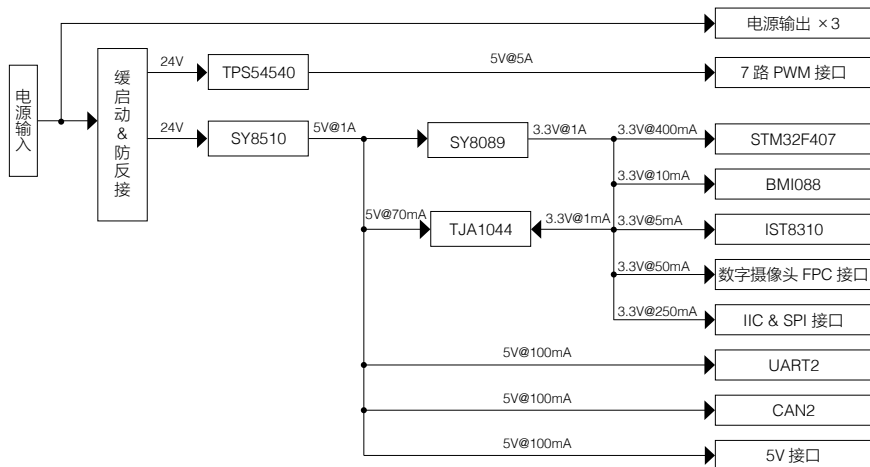 电源输出 ×3
电源输入
缓启动&防反接
24V
TPS54540
5V@5A
7 路 PWM 接口
24V
SY8510
5V@1A
SY8089
3.3V@1A
3.3V@400mA
STM32F407
3.3V@10mA
BMI088
5V@70mA
TJA1044
3.3V@1mA
3.3V@5mA
IST8310
3.3V@50mA
数字摄像头 FPC 接口
3.3V@250mA
IIC & SPI 接口
5V@100mA
UART2
5V@100mA
CAN2
5V@100mA
5V 接口